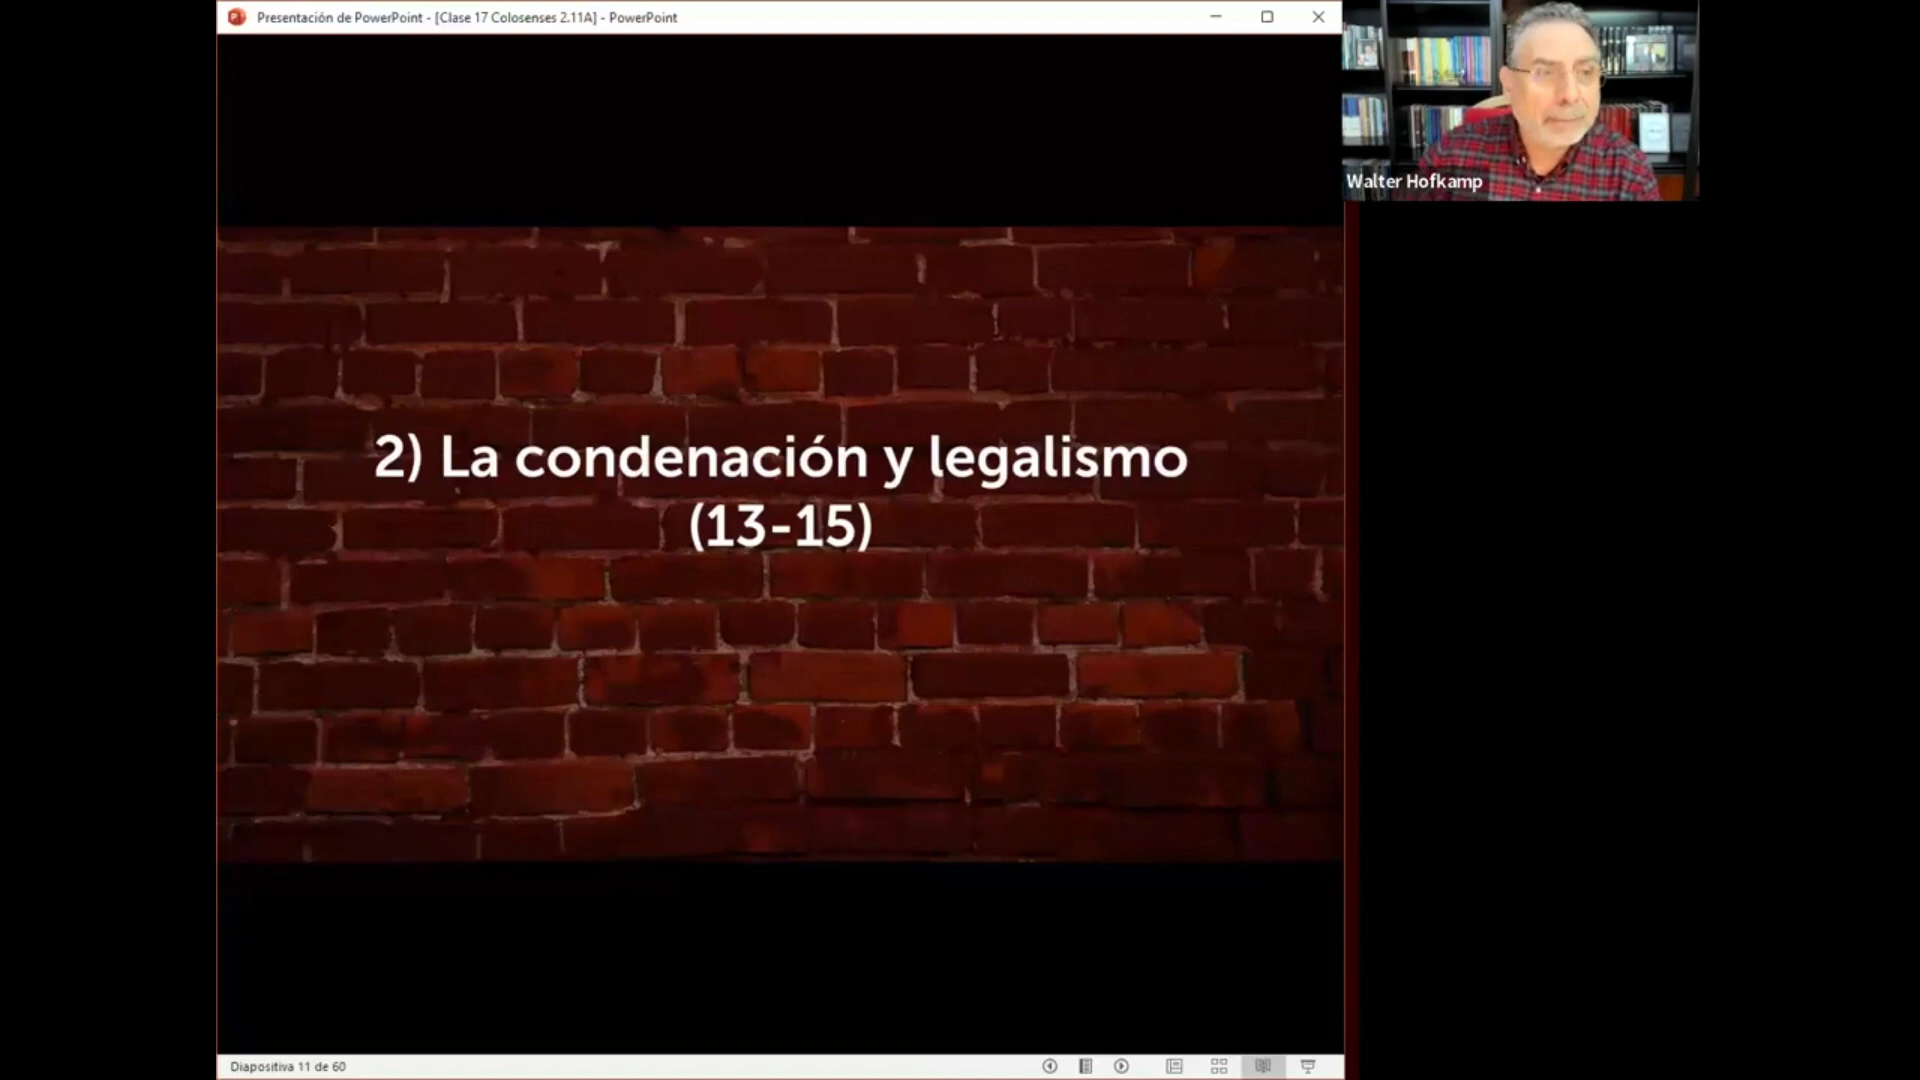 Presentación de PowerPoint - [Clase 17 Colosenses 2.11A] - PowerPoint
Walter Hofkamp
2) La condenación y legalismo
(13-15)
Diapositiva 11 de 60